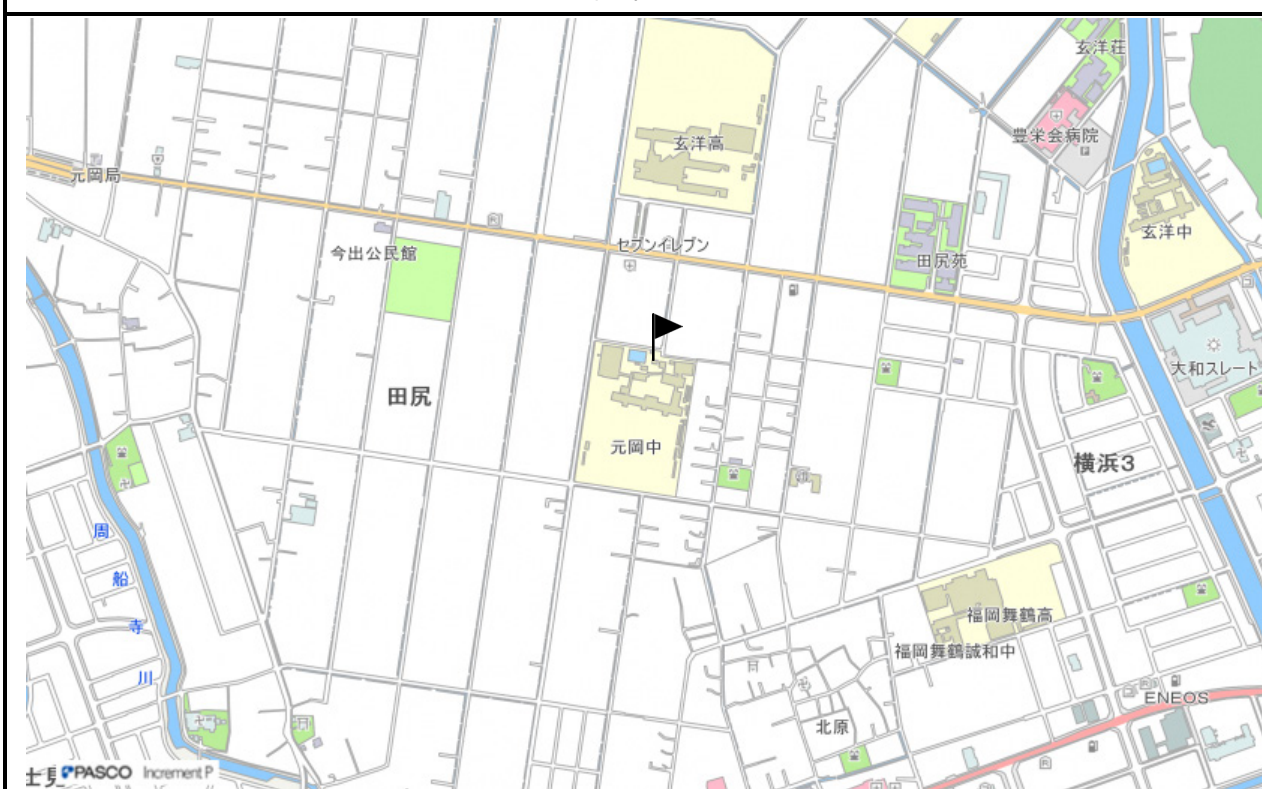 玄洋荘
豊栄会病院
玄洋高
元岡局
玄洋中
今出公民館
セブンイレブン
田尻苑
大和スレート
田尻
元岡中
横浜3
周
船
寺
川
福岡舞鶴高
福岡舞鶴誠和中
北原
ENEOS
PASCO Increment P